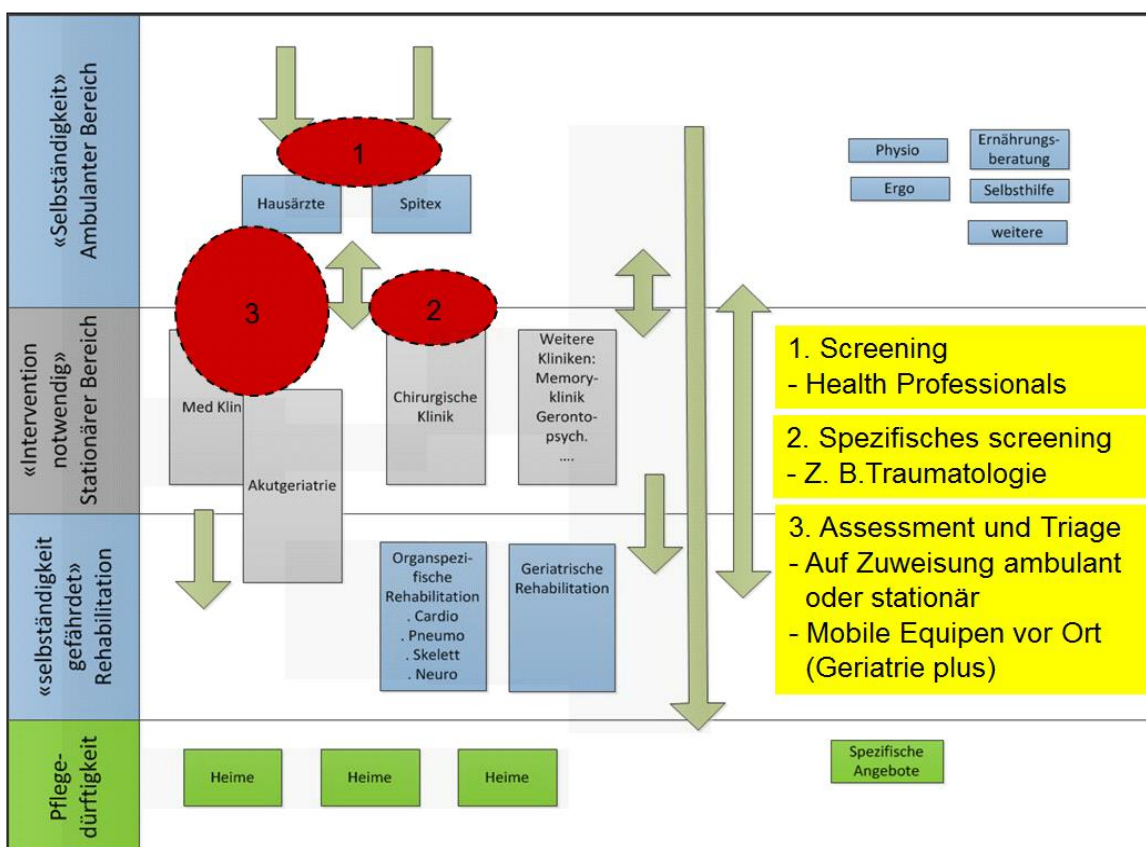 «Selbständigkeit»
Ambulanter Bereich
1
Hausärzte
Spitex
Physio
Ernährungs-
beratung
Ergo
Selbsthilfe
weitere
«Intervention
notwendig»
Stationärer Bereich
3
2
Med Klin
Akutgeriatrie
Chirurgische
Klinik
Weitere
Kliniken:
Memory-
klinik
Geronto-
psych.
....
1. Screening
- Health Professionals
2. Spezifisches screening
- Z. B.Traumatologie
3. Assessment und Triage
- Auf Zuweisung ambulant
oder stationär
- Mobile Equipen vor Ort
(Geriatrie plus)
«selbständigkeit
gefährdet»
Rehabilitation
Organspezi-
fische
Rehabilitation
. Cardio
. Pneumo
. Skelett
. Neuro
Geriatrische
Rehabilitation
Pflege-
dürftigkeit
Heime
Heime
Heime
Spezifische
Angebote